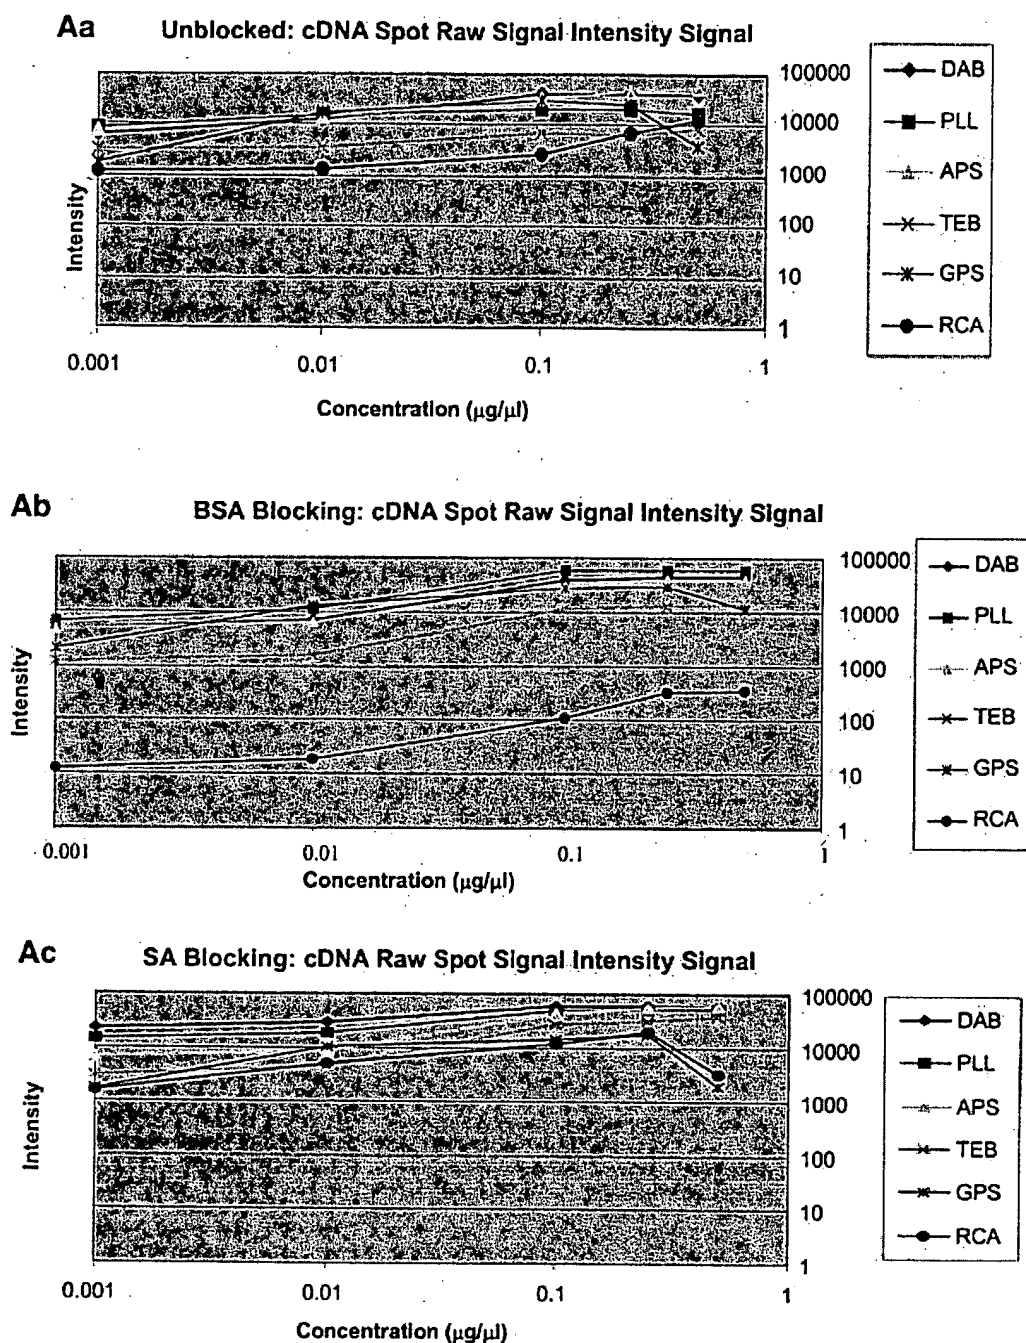 Aa Unblocked: cDNA Spot Raw Signal Intensity Signal
100000
10000
1000
100
10
1
Intensity
0.001 0.01 0.1 1
Concentration (µg/µl)
DAB
PLL
APS
TEB
GPS
RCA
Ab BSA Blocking: cDNA Spot Raw Signal Intensity Signal
100000
10000
1000
100
10
1
Intensity
0.001 0.01 0.1 1
Concentration (µg/µl)
DAB
PLL
APS
TEB
GPS
RCA
Ac SA Blocking: cDNA Raw Spot Signal Intensity Signal
100000
10000
1000
100
10
1
Intensity
0.001 0.01 0.1 1
Concentration (µg/µl)
DAB
PLL
APS
TEB
GPS
RCA